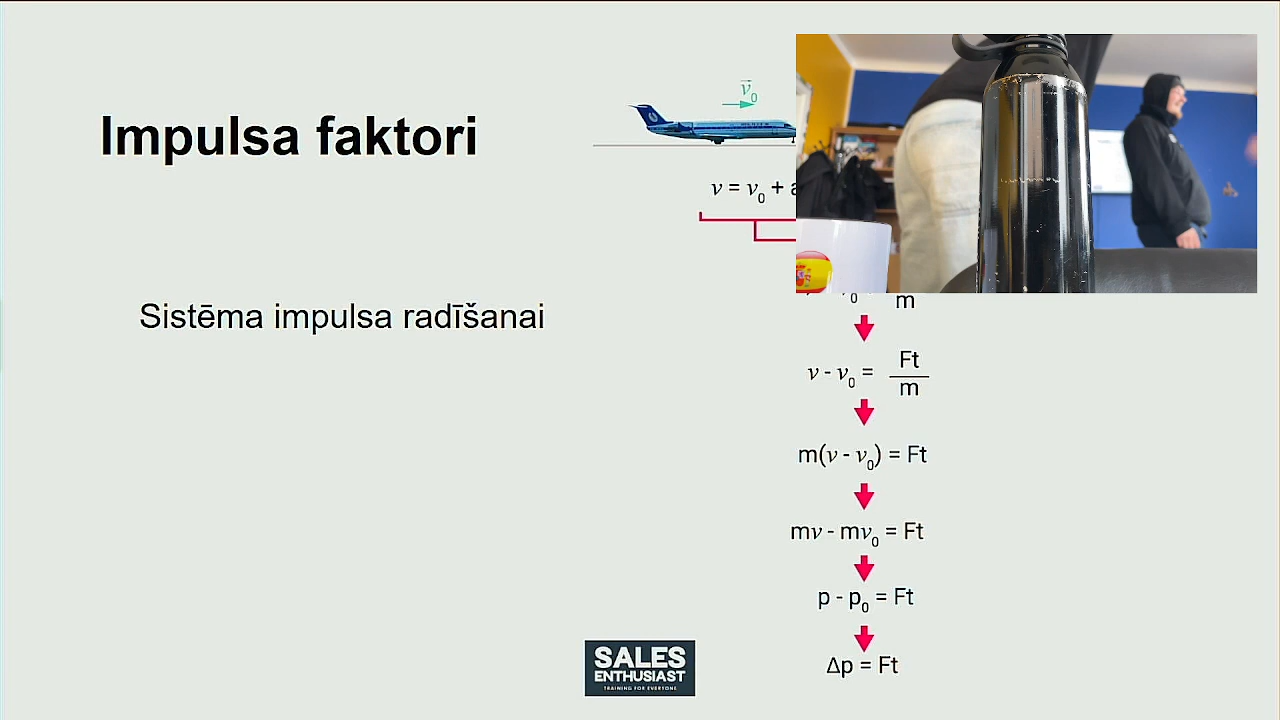 Impulsa faktori
Sistēma impulsa radīšanai
v⃗₀
v = v₀ +
m
v - v₀ = Ft/m
m(v - v₀) = Ft
mv - mv₀ = Ft
p - p₀ = Ft
Δp = Ft
SALES
ENTHUSIAST
TRAINING FOR EVERYONE